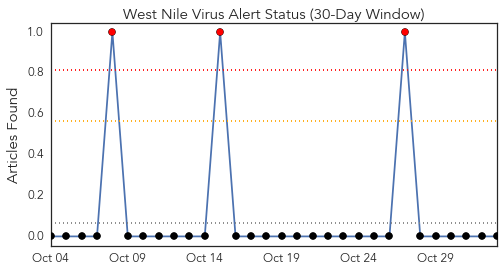 West Nile Virus Alert Status (30-Day Window)
Articles Found
1.0
0.8
0.6
0.4
0.2
0.0
Oct 04 Oct 09 Oct 14 Oct 19 Oct 24 Oct 29